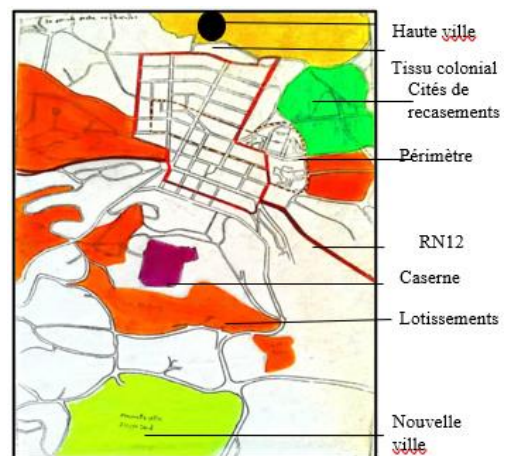 Haute ville
Tissu colonial
Cités de
recasements
Périmètre
RN12
Caserne
Lotissements
Nouvelle
ville